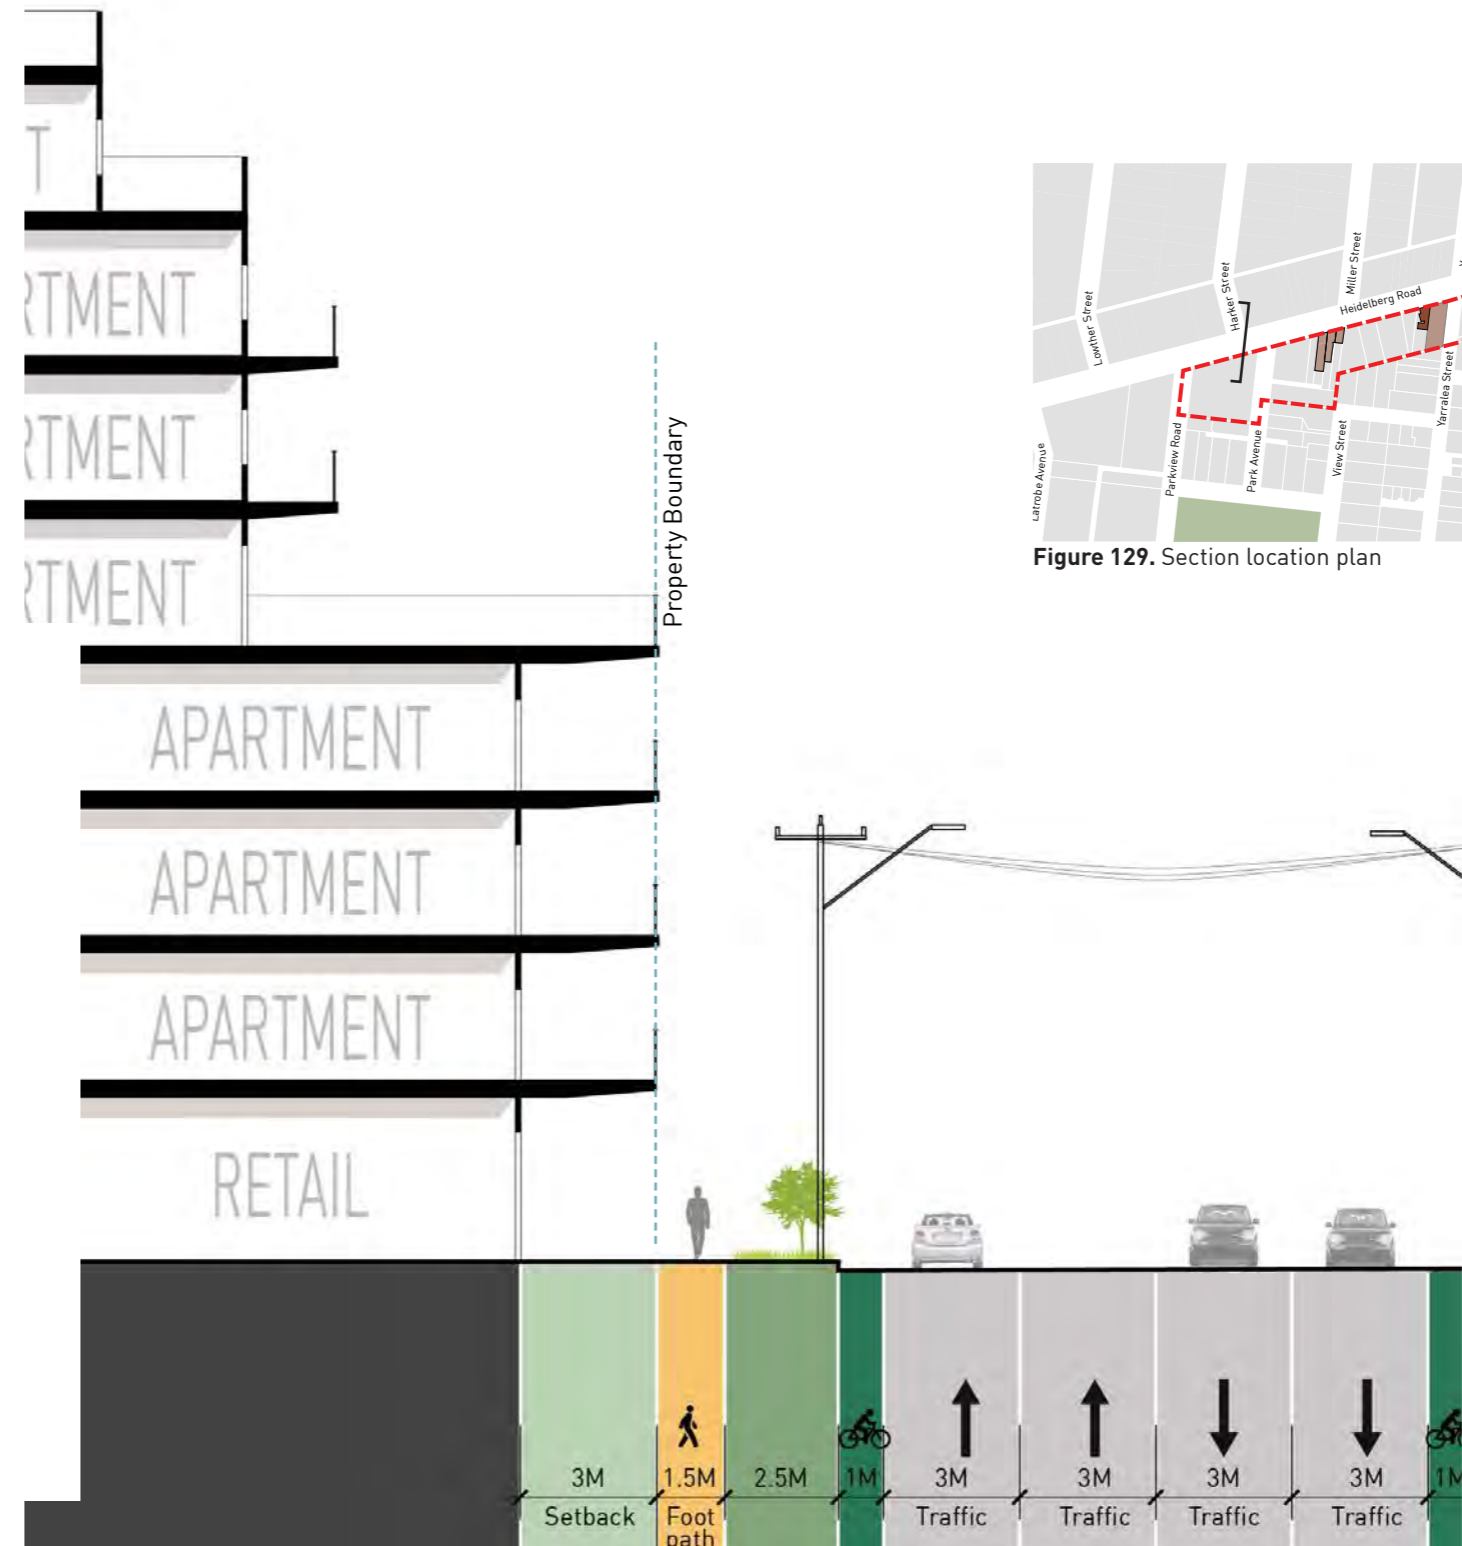 T
RTMENT
RTMENT
RTMENT
APARTMENT
APARTMENT
APARTMENT
RETAIL
Property Boundary
Lowther Street
Harker Street
Miller Street
Heidelberg Road
Latrobe Avenue
Parkview Road
Park Avenue
View Street
Yarralea Street
Figure 129. Section location plan
3M 1.5M 2.5M 1M 3M 3M 3M 3M 1M
Setback Foot path Traffic Traffic Traffic Traffic